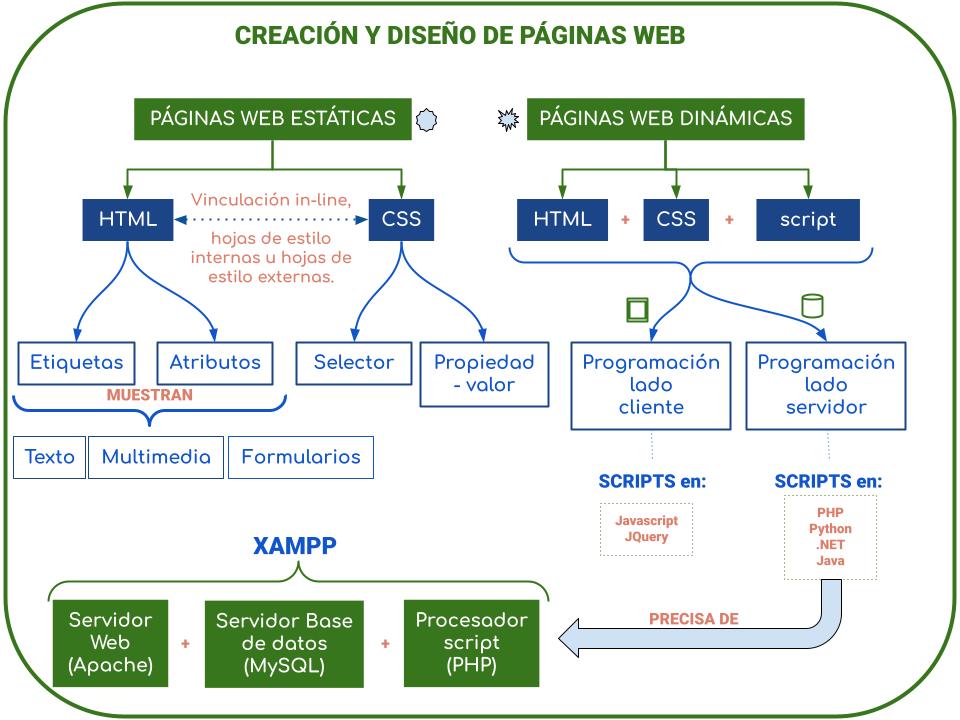 CREACIÓN Y DISEÑO DE PÁGINAS WEB
PÁGINAS WEB ESTÁTICAS
PÁGINAS WEB DINÁMICAS
HTML
Vinculación in-line,
hojas de estilo
internas u hojas de
estilo externas.
CSS
HTML
+
CSS
+
script
Etiquetas
Atributos
Selector
Propiedad
- valor
Programación
lado
cliente
Programación
lado
servidor
MUESTRAN
Texto
Multimedia
Formularios
SCRIPTS en:
Javascript
JQuery
SCRIPTS en:
PHP
Python
.NET
Java
PRECISA DE
XAMPP
Servidor
Web
(Apache)
+
Servidor Base
de datos
(MySQL)
+
Procesador
script
(PHP)